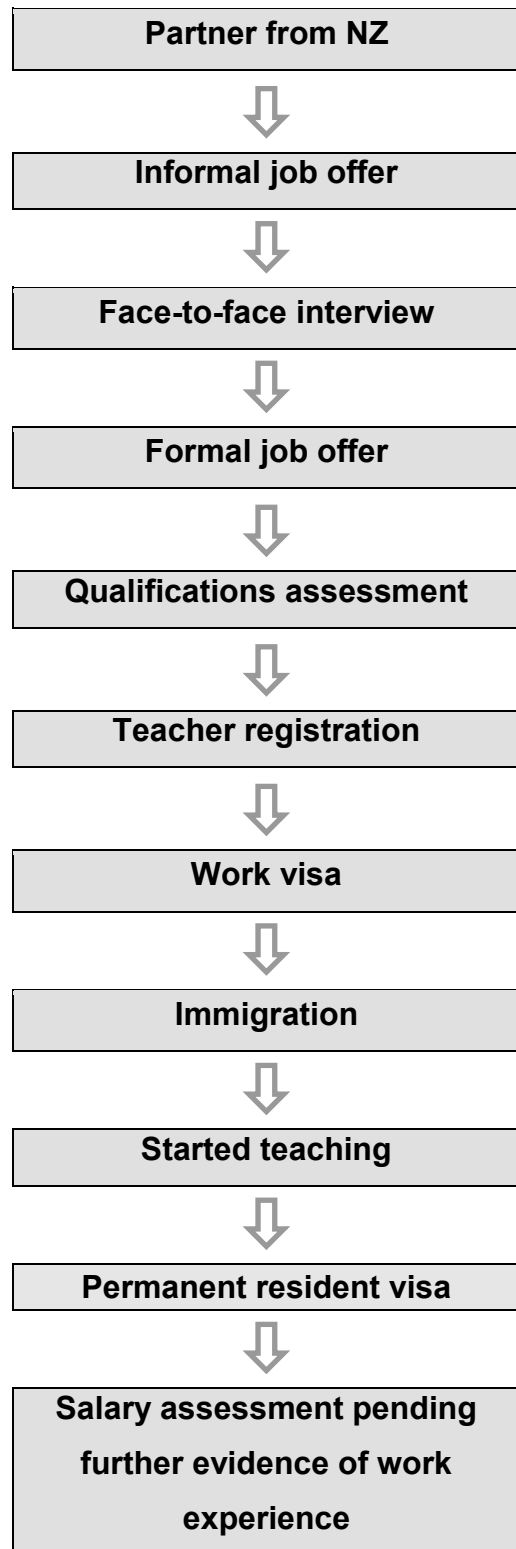 Partner from NZ
Informal job offer
Face-to-face interview
Formal job offer
Qualifications assessment
Teacher registration
Work visa
Immigration
Started teaching
Permanent resident visa
Salary assessment pending
further evidence of work
experience